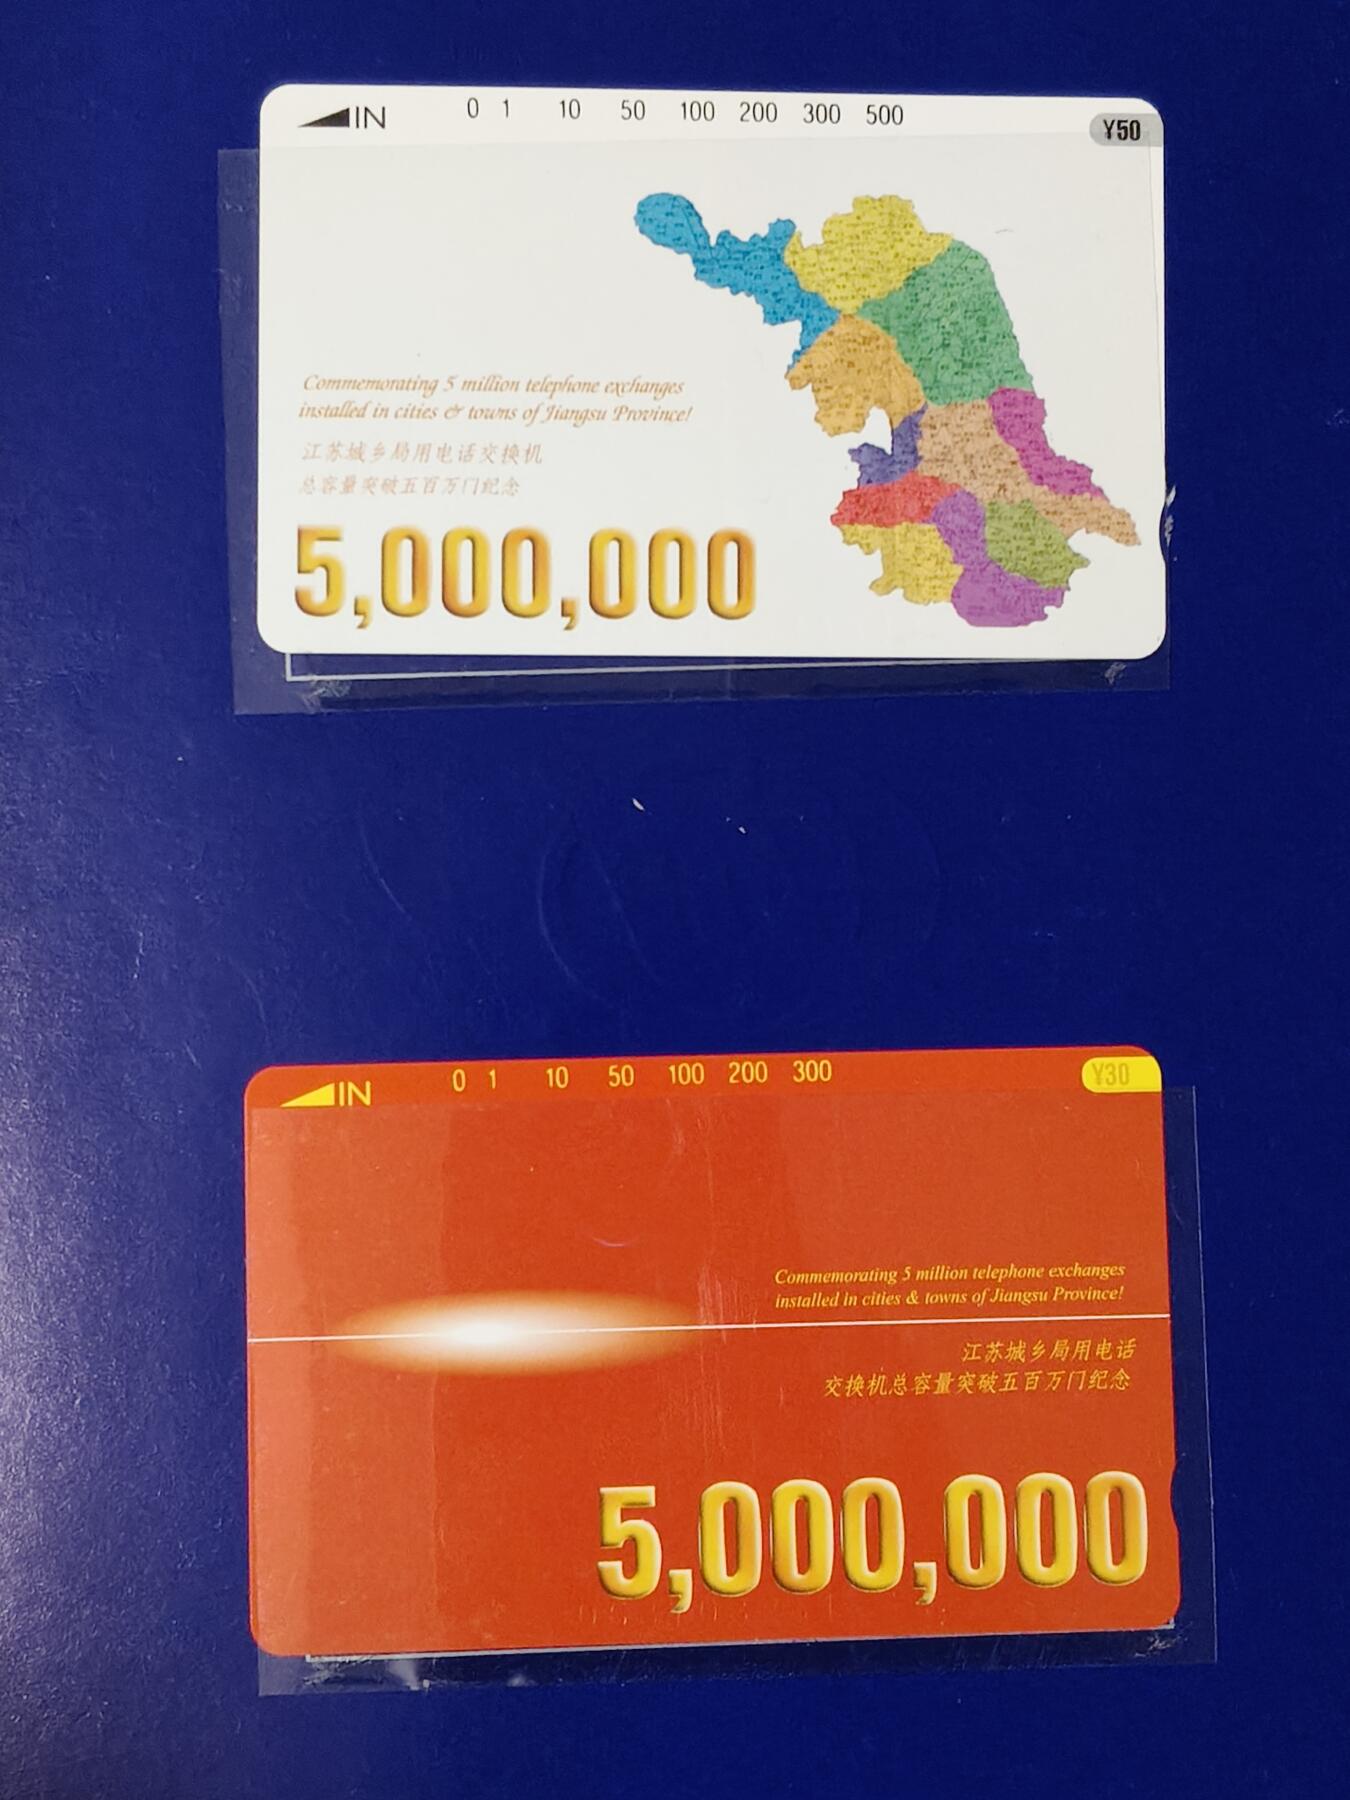 IN 0 1 10 50 100 200 300 500 ¥50
Commemorating 5 million telephone exchanges
installed in cities & towns of Jiangsu Province!
江苏城乡局用电话交换机
总容量突破五百万门纪念
5,000,000
IN 0 1 10 50 100 200 300 ¥30
Commemorating 5 million telephone exchanges
installed in cities & towns of Jiangsu Province!
江苏城乡局用电话
交换机总容量突破五百万门纪念
5,000,000